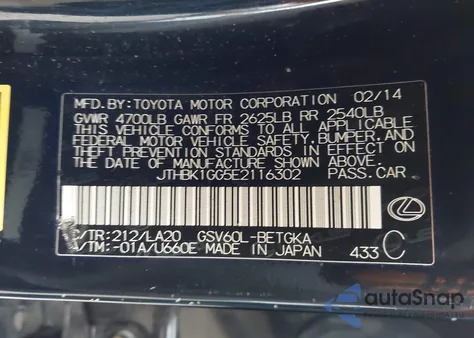 MFD.BY:TOYOTA MOTOR CORPORATION 02/14
GVWR 4700LB GAWR FR 2625LB RR 2540LB
THIS VEHICLE CONFORMS TO ALL APPLICABLE
FEDERAL MOTOR VEHICLE SAFETY,BUMPER,AND
THEFT PREVENTION STANDARDS IN EFFECT ON
THE DATE OF MANUFACTURE SHOWN ABOVE.
JTHBK1GG5E2116302 PASS.CAR
C/TR:212/LA20 GSV60L-BETGKA
A/TM:-01A/U660E MADE IN JAPAN 433 C
autoSnap